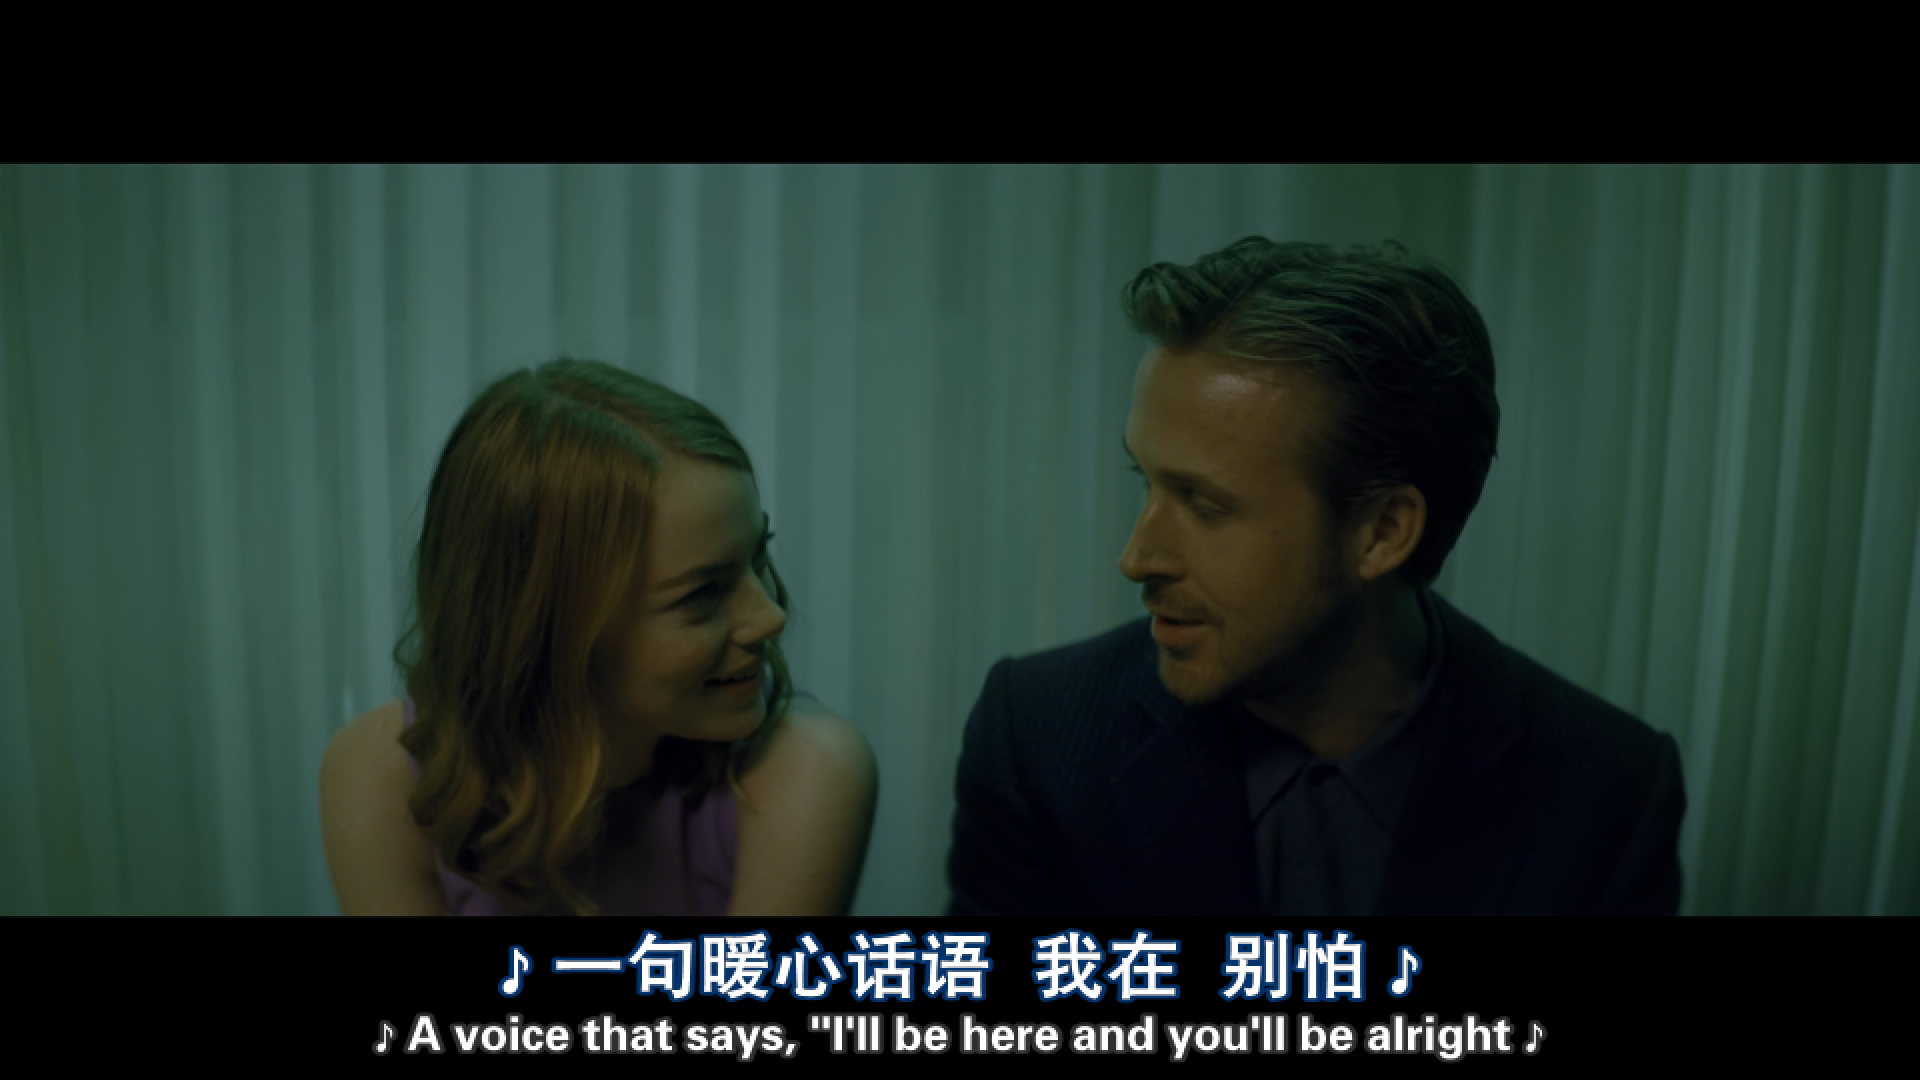 ♪ 一句暖心话语 我在 别怕 ♪
♪ A voice that says, "I'll be here and you'll be alright ♪